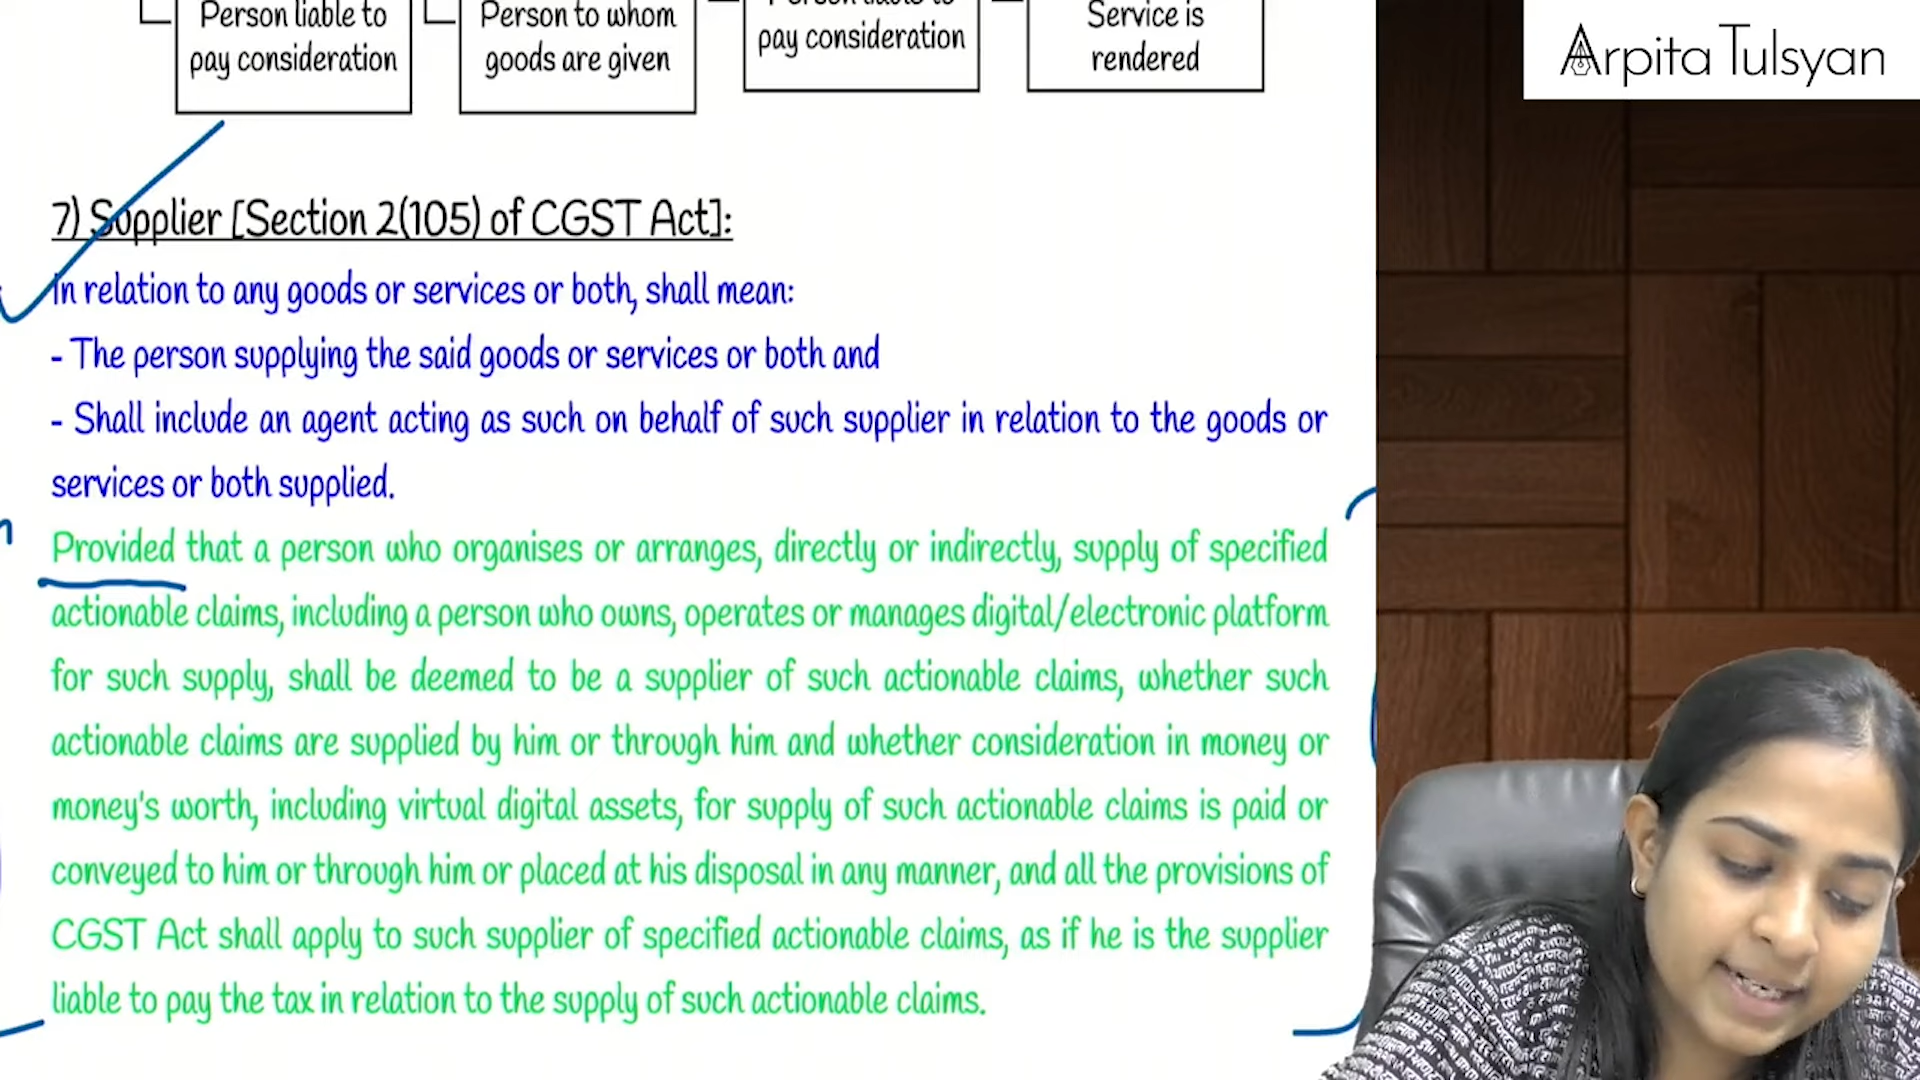 Person liable to
pay consideration
Person to whom
goods are given
pay consideration
Service is
rendered
Arpita Tulsyan
7) Supplier [Section 2(105) of CGST Act]:
In relation to any goods or services or both, shall mean:
- The person supplying the said goods or services or both and
- Shall include an agent acting as such on behalf of such supplier in relation to the goods or
services or both supplied.
Provided that a person who organises or arranges, directly or indirectly, supply of specified
actionable claims, including a person who owns, operates or manages digital/electronic platform
for such supply, shall be deemed to be a supplier of such actionable claims, whether such
actionable claims are supplied by him or through him and whether consideration in money or
money's worth, including virtual digital assets, for supply of such actionable claims is paid or
conveyed to him or through him or placed at his disposal in any manner, and all the provisions of
CGST Act shall apply to such supplier of specified actionable claims, as if he is the supplier
liable to pay the tax in relation to the supply of such actionable claims.